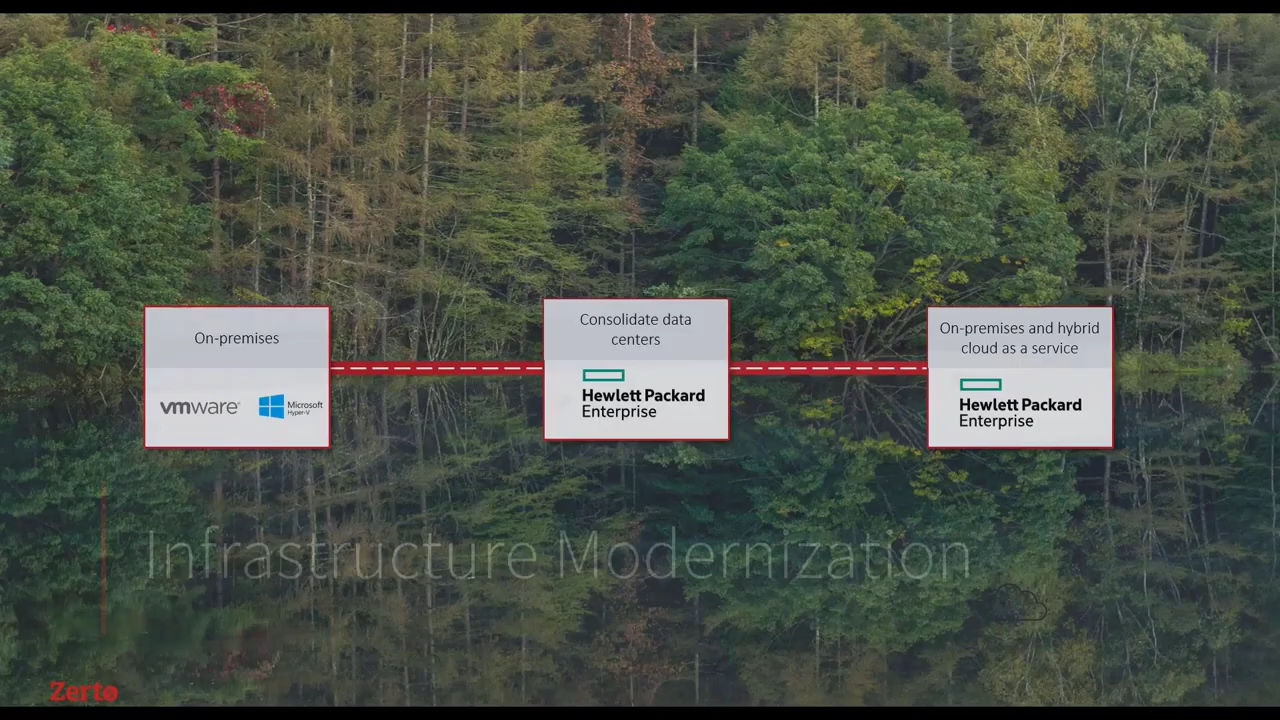 On-premises
vmware
Microsoft
Hyper-V
Consolidate data
centers
Hewlett Packard
Enterprise
On-premises and hybrid
cloud as a service
Hewlett Packard
Enterprise
Infrastructure Modernization
Zerto